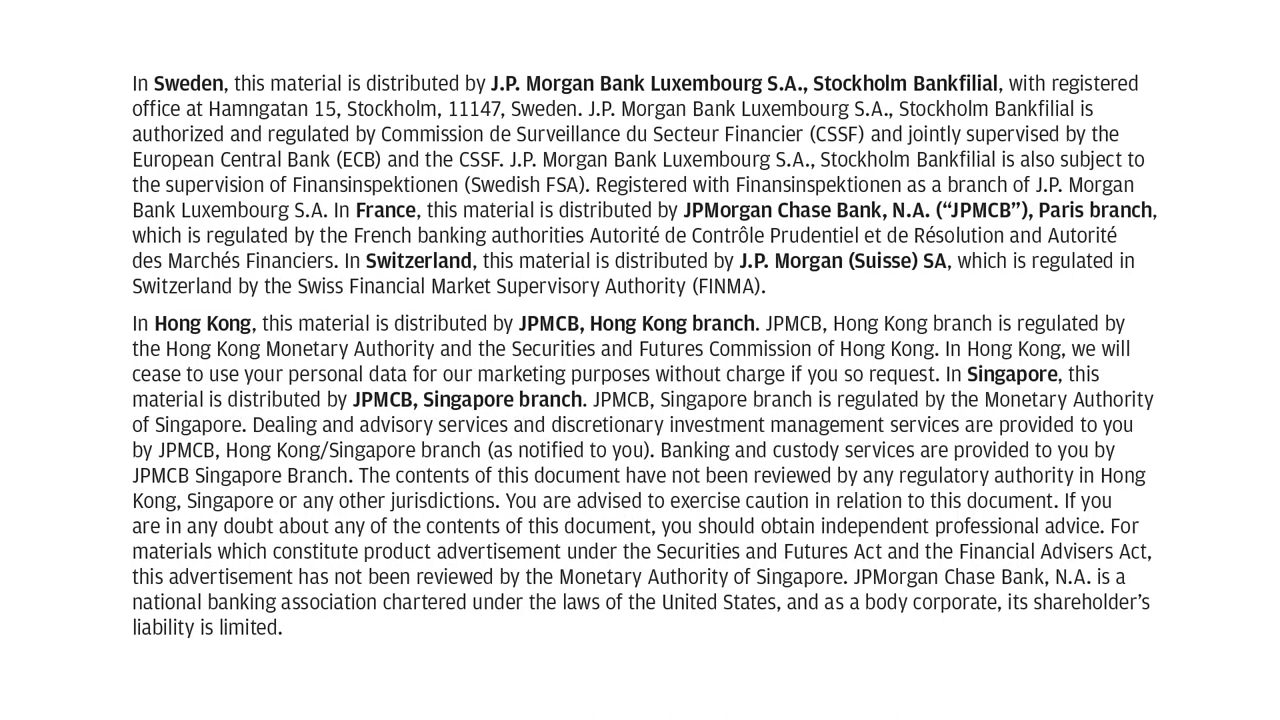 In Sweden, this material is distributed by J.P. Morgan Bank Luxembourg S.A., Stockholm Bankfilial, with registered
office at Hamngatan 15, Stockholm, 11147, Sweden. J.P. Morgan Bank Luxembourg S.A., Stockholm Bankfilial is
authorized and regulated by Commission de Surveillance du Secteur Financier (CSSF) and jointly supervised by the
European Central Bank (ECB) and the CSSF. J.P. Morgan Bank Luxembourg S.A., Stockholm Bankfilial is also subject to
the supervision of Finansinspektionen (Swedish FSA). Registered with Finansinspektionen as a branch of J.P. Morgan
Bank Luxembourg S.A. In France, this material is distributed by JPMorgan Chase Bank, N.A. (“JPMCB”), Paris branch,
which is regulated by the French banking authorities Autorité de Contrôle Prudentiel et de Résolution and Autorité
des Marchés Financiers. In Switzerland, this material is distributed by J.P. Morgan (Suisse) SA, which is regulated in
Switzerland by the Swiss Financial Market Supervisory Authority (FINMA).
In Hong Kong, this material is distributed by JPMCB, Hong Kong branch. JPMCB, Hong Kong branch is regulated by
the Hong Kong Monetary Authority and the Securities and Futures Commission of Hong Kong. In Hong Kong, we will
cease to use your personal data for our marketing purposes without charge if you so request. In Singapore, this
material is distributed by JPMCB, Singapore branch. JPMCB, Singapore branch is regulated by the Monetary Authority
of Singapore. Dealing and advisory services and discretionary investment management services are provided to you
by JPMCB, Hong Kong/Singapore branch (as notified to you). Banking and custody services are provided to you by
JPMCB Singapore Branch. The contents of this document have not been reviewed by any regulatory authority in Hong
Kong, Singapore or any other jurisdictions. You are advised to exercise caution in relation to this document. If you
are in any doubt about any of the contents of this document, you should obtain independent professional advice. For
materials which constitute product advertisement under the Securities and Futures Act and the Financial Advisers Act,
this advertisement has not been reviewed by the Monetary Authority of Singapore. JPMorgan Chase Bank, N.A. is a
national banking association chartered under the laws of the United States, and as a body corporate, its shareholder’s
liability is limited.